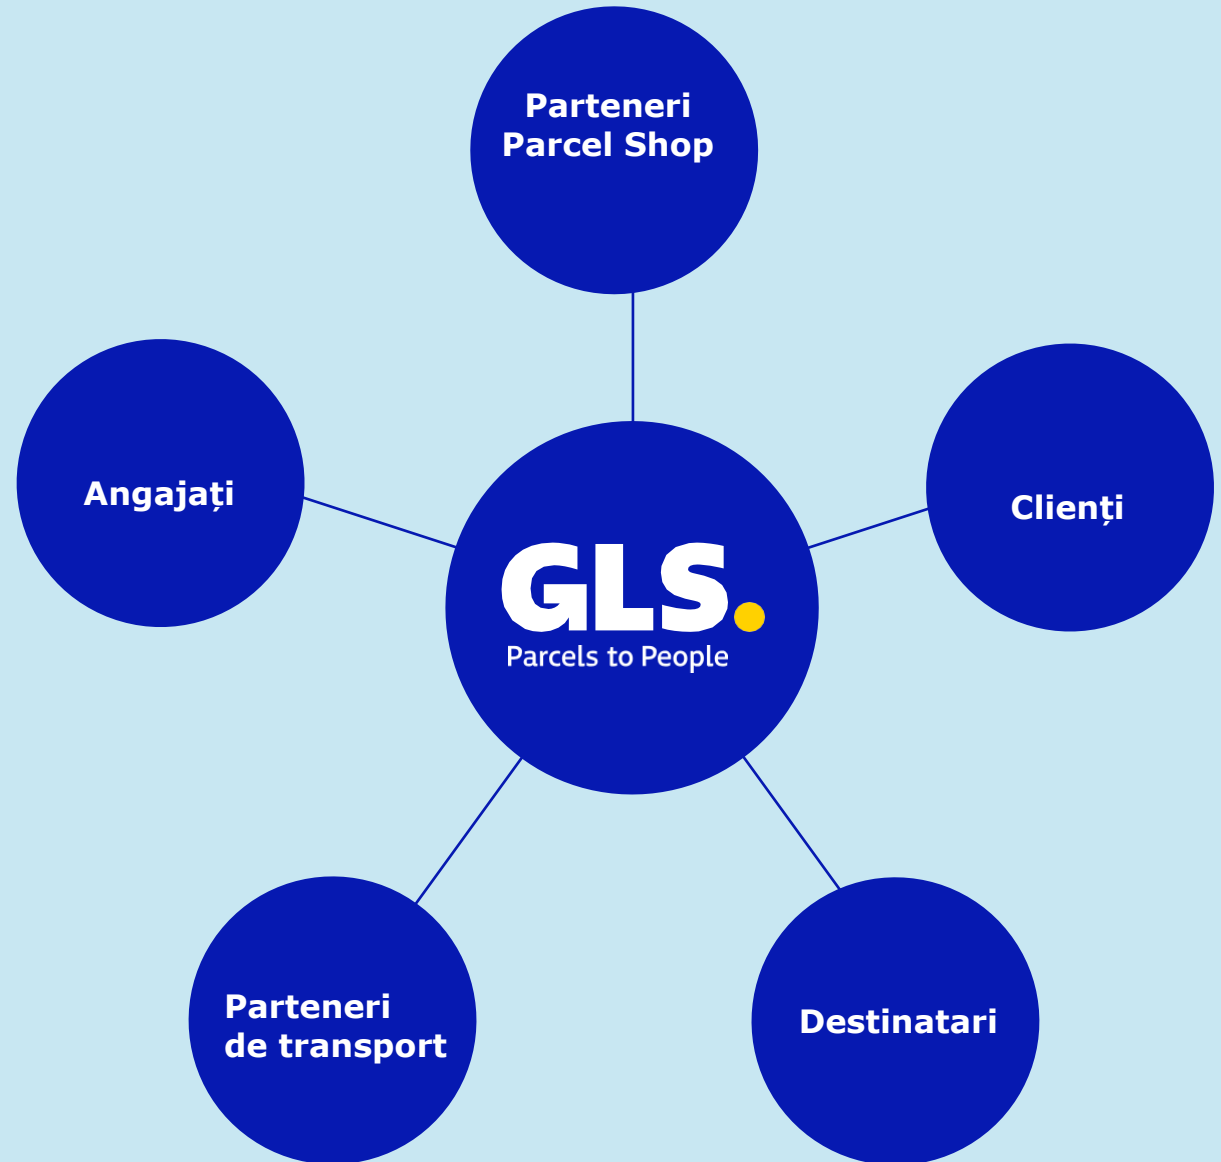 Parteneri
Parcel Shop
Angajați
Clienți
GLS.
Parcels to People
Parteneri
de transport
Destinatari